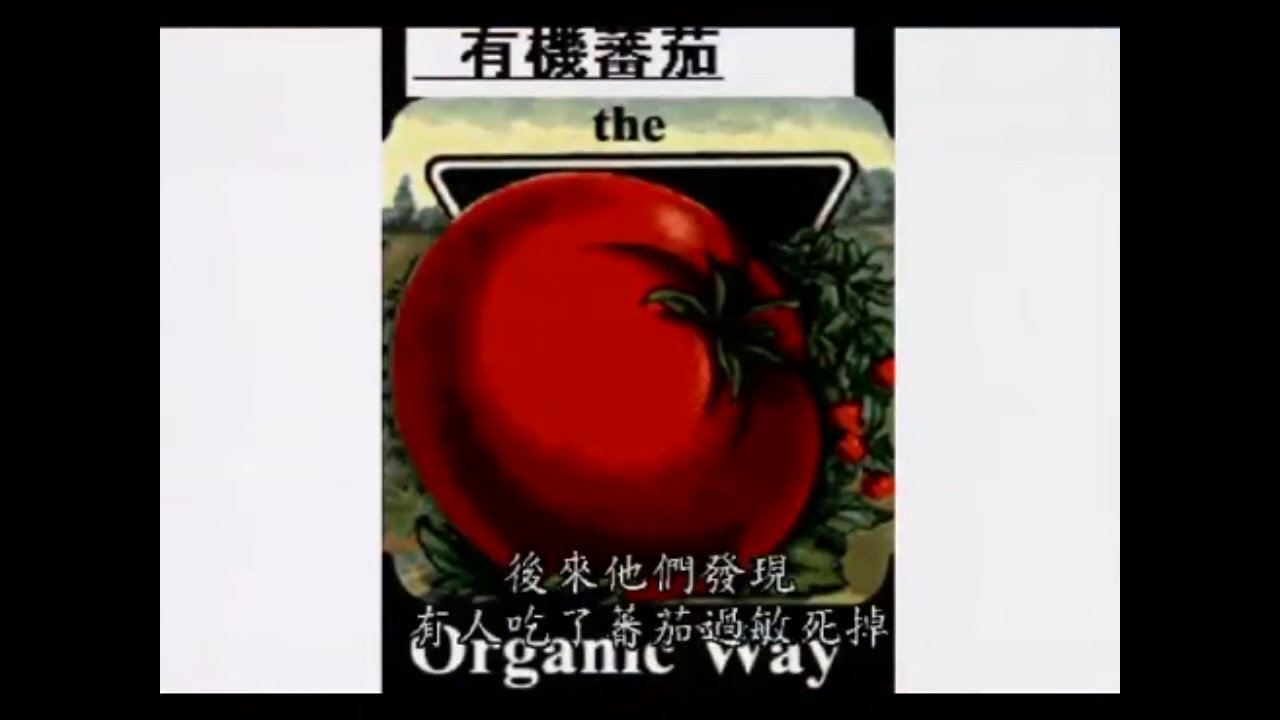 有機蕃茄
the
後來他們發現
有人吃了蕃茄過敏死掉
Organic Way